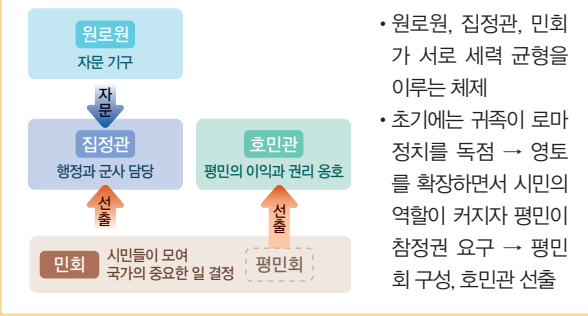 원로원
자문 기구
자문
집정관
행정과 군사 담당
호민관
평민의 이익과 권리 옹호
선출
선출
민회
시민들이 모여
국가의 중요한 일 결정
평민회
• 원로원, 집정관, 민회
가 서로 세력 균형을
이루는 체제
• 초기에는 귀족이 로마
정치를 독점 → 영토
를 확장하면서 시민의
역할이 커지자 평민이
참정권 요구 → 평민
회 구성, 호민관 선출